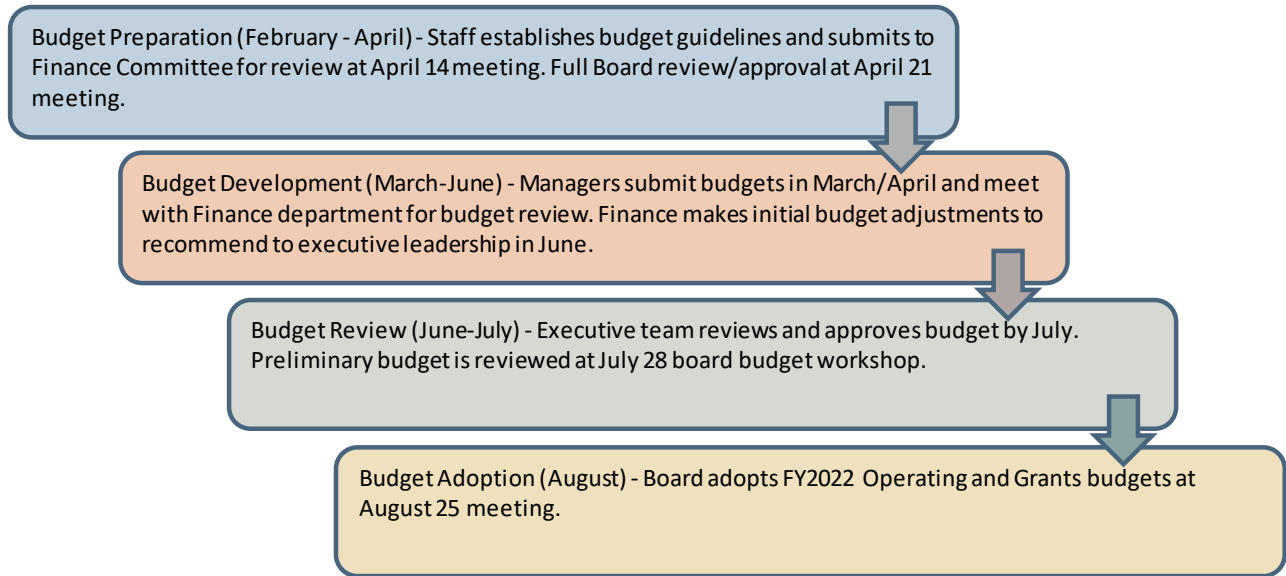 Budget Preparation (February - April) - Staff establishes budget guidelines and submits to
Finance Committee for review at April 14 meeting. Full Board review/approval at April 21
meeting.
Budget Development (March-June) - Managers submit budgets in March/April and meet
with Finance department for budget review. Finance makes initial budget adjustments to
recommend to executive leadership in June.
Budget Review (June-July) - Executive team reviews and approves budget by July.
Preliminary budget is reviewed at July 28 board budget workshop.
Budget Adoption (August) - Board adopts FY2022 Operating and Grants budgets at
August 25 meeting.